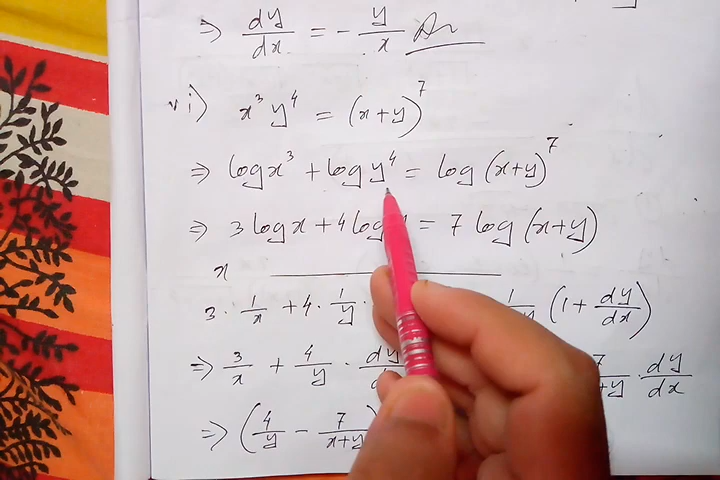 ⇒ dy/dx = - y/x Ans
vi) x³ y⁴ = (x+y)⁷
⇒ log x³ + log y⁴ = log (x+y)⁷
⇒ 3 log x + 4 log = 7 log (x+y)
x
3 · 1/x + 4 · 1/y · (1 + dy/dx)
⇒ 3/x + 4/y · dy/ · dy/dx
⇒ (4/y - 7/x+y)